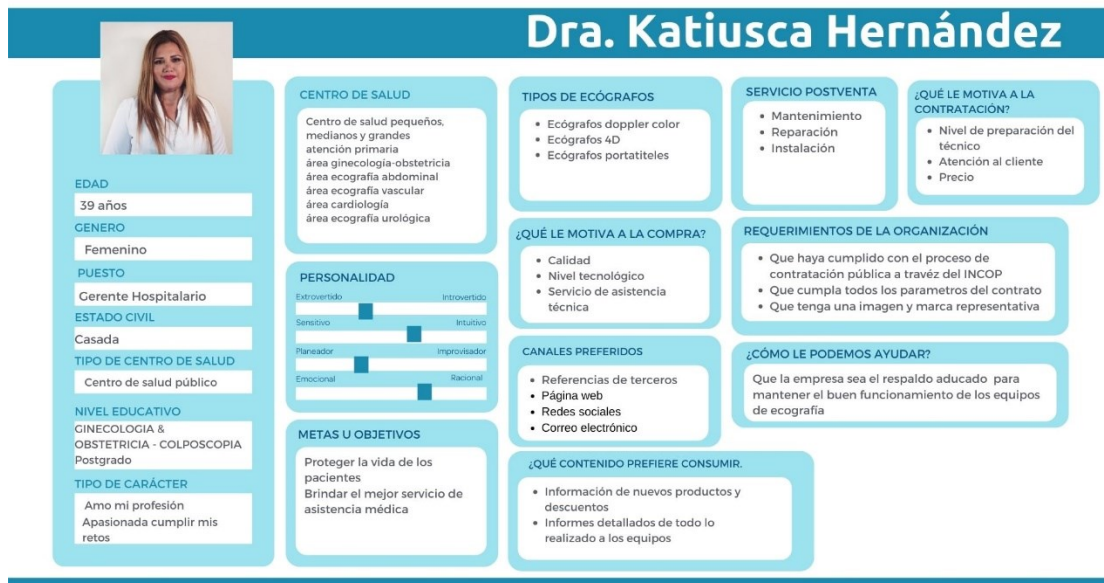 Dra. Katiusca Hernández
EDAD
39 años
GENERO
Femenino
PUESTO
Gerente Hospitalario
ESTADO CIVIL
Casada
TIPO DE CENTRO DE SALUD
Centro de salud público
NIVEL EDUCATIVO
GINECOLOGIA &
OBSTETRICIA - COLPOSCOPIA
Postgrado
TIPO DE CARÁCTER
Amo mi profesión
Apasionada cumplir mis
retos
CENTRO DE SALUD
Centro de salud pequeños,
medianos y grandes
atención primaria
área ginecología-obstetricia
área ecografía abdominal
área ecografía vascular
área cardiología
área ecografía urológica
PERSONALIDAD
Extrovertido Introvertido
Sensitivo Intuitivo
Planeador Improvisador
Emocional Racional
METAS U OBJETIVOS
Proteger la vida de los
pacientes
Brindar el mejor servicio de
asistencia médica
TIPOS DE ECÓGRAFOS
• Ecógrafos doppler color
• Ecógrafos 4D
• Ecógrafos portatiteles
¿QUÉ LE MOTIVA A LA COMPRA?
• Calidad
• Nivel tecnológico
• Servicio de asistencia
técnica
CANALES PREFERIDOS
• Referencias de terceros
• Página web
• Redes sociales
• Correo electrónico
¿QUÉ CONTENIDO PREFIERE CONSUMIR.
• Información de nuevos productos y
descuentos
• Informes detallados de todo lo
realizado a los equipos
SERVICIO POSTVENTA
• Mantenimiento
• Reparación
• Instalación
¿QUÉ LE MOTIVA A LA
CONTRATACIÓN?
• Nivel de preparación del
técnico
• Atención al cliente
• Precio
REQUERIMIENTOS DE LA ORGANIZACIÓN
• Que haya cumplido con el proceso de
contratación pública a travéz del INCOP
• Que cumpla todos los parametros del contrato
• Que tenga una imagen y marca representativa
¿CÓMO LE PODEMOS AYUDAR?
Que la empresa sea el respaldo aducado para
mantener el buen funcionamiento de los equipos
de ecografía